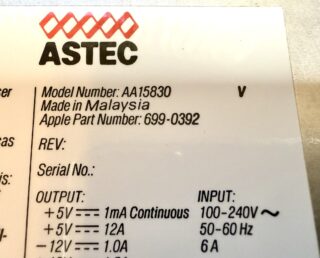 ASTEC
Model Number: AA15830 V
Made in Malaysia
Apple Part Number: 699-0392
REV:
Serial No.:
OUTPUT: INPUT:
+5V ⎓ 1mA Continuous 100-240V ~
+5V ⎓ 12A 50-60 Hz
-12V ⎓ 1.0A 6 A